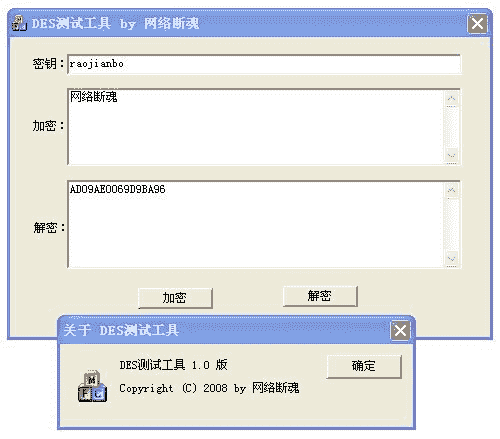 DES测试工具 by 网络断魂
密钥：raojianbo
加密：网络断魂
解密：AD09AE0069D9BA96
加密 解密
关于 DES测试工具
DES测试工具 1.0 版 确定
Copyright (C) 2008 by 网络断魂
M
F C